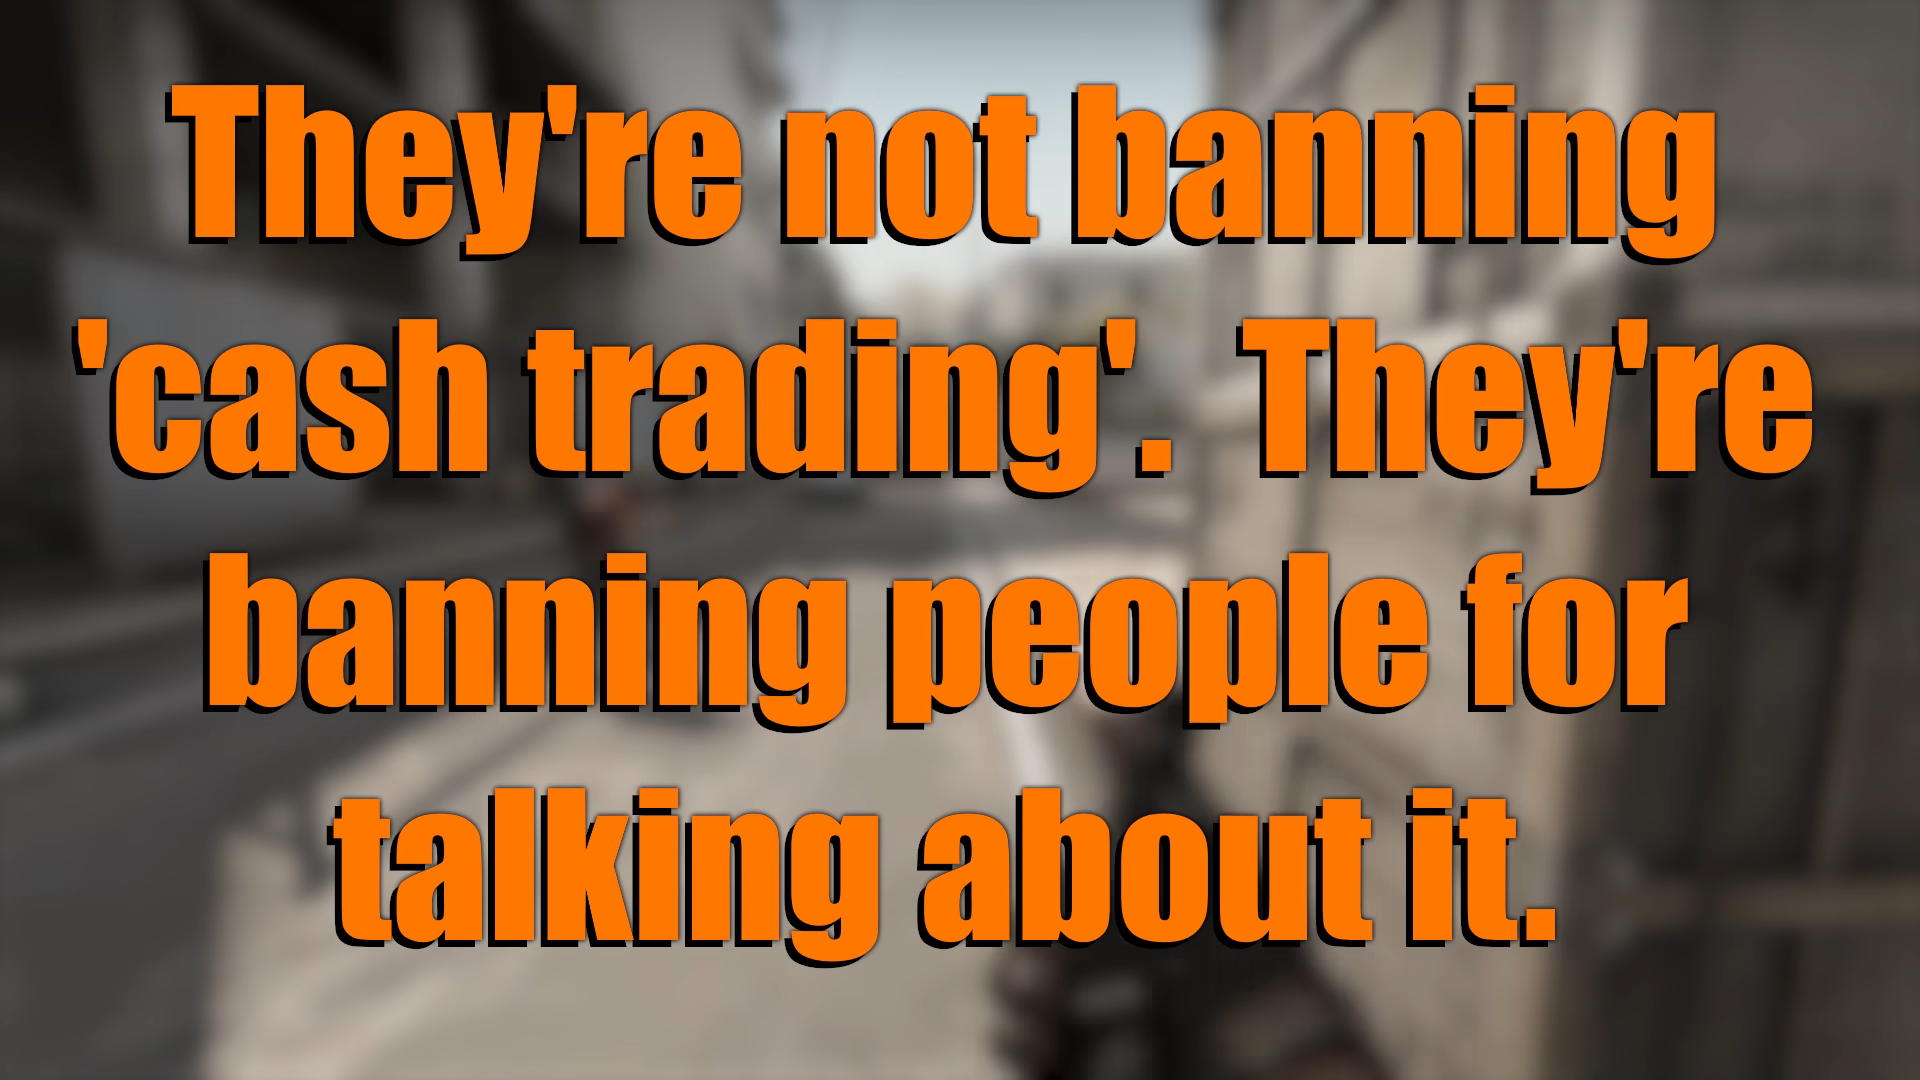 They're not banning
'cash trading'.  They're
banning people for
talking about it.